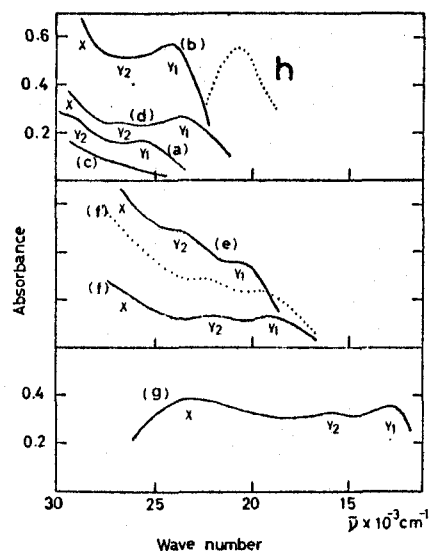 0.6
0.4
0.2
X
Y2
Y1
(b)
h
X
Y2
(d)
Y1
Y2
Y1
(a)
(c)
X
Y2
(e)
Y1
(f')
(f)
X
Y2
Y1
Absorbance
0.4
0.2
(g)
X
Y2
Y1
30
25
20
15
ν̄ x 10⁻³cm⁻¹
Wave number